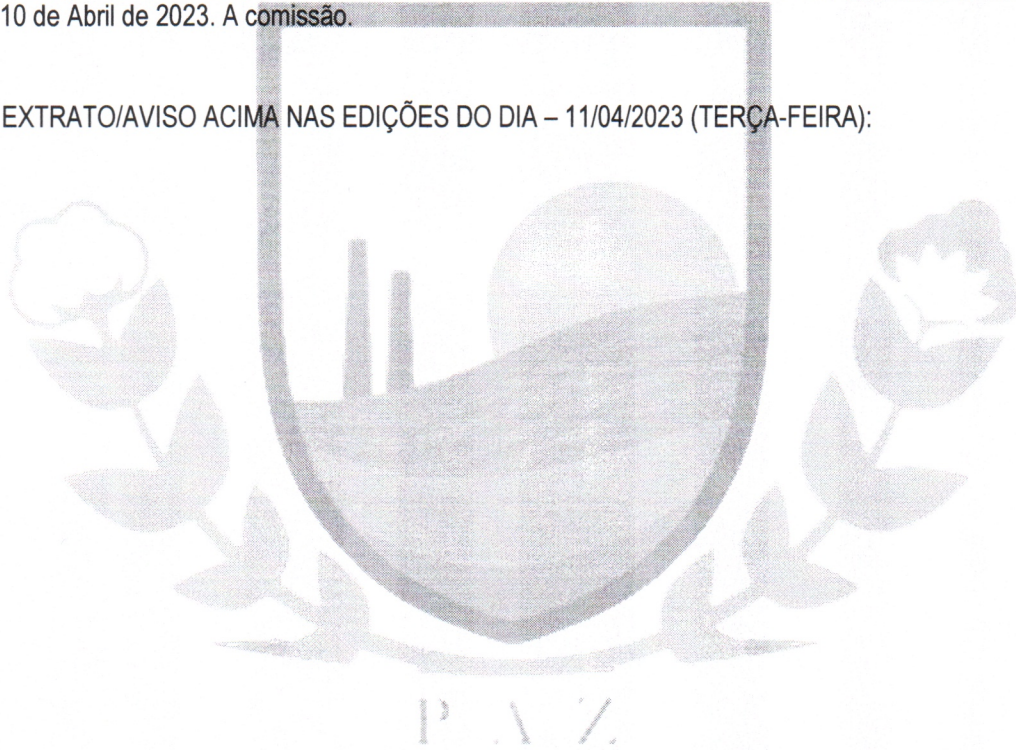 10 de Abril de 2023. A comissão.
EXTRATO/AVISO ACIMA NAS EDIÇÕES DO DIA – 11/04/2023 (TERÇA-FEIRA):
P A Z